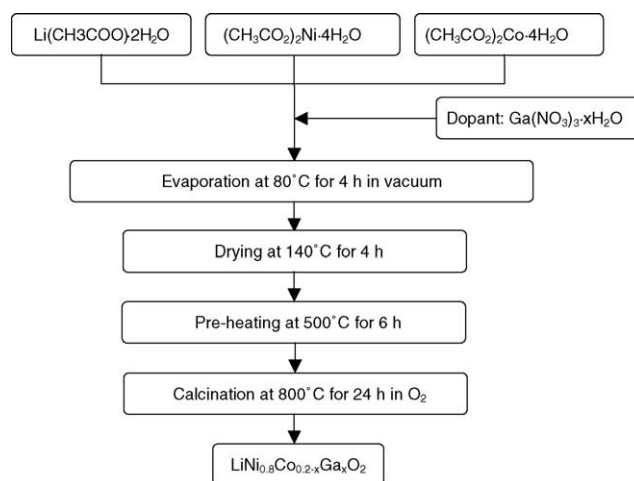 Li(CH3COO)·2H₂O
(CH₃CO₂)₂Ni·4H₂O
(CH₃CO₂)₂Co·4H₂O
Dopant: Ga(NO₃)₃·xH₂O
Evaporation at 80˚C for 4 h in vacuum
Drying at 140˚C for 4 h
Pre-heating at 500˚C for 6 h
Calcination at 800˚C for 24 h in O₂
LiNi₀.₈Co₀.₂₋ₓGaₓO₂